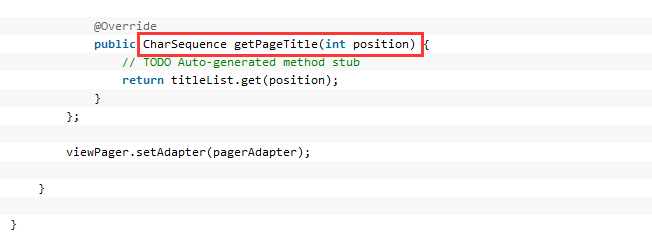 @Override
public CharSequence getPageTitle(int position) {
// TODO Auto-generated method stub
return titleList.get(position);
}
};
viewPager.setAdapter(pagerAdapter);
}
}